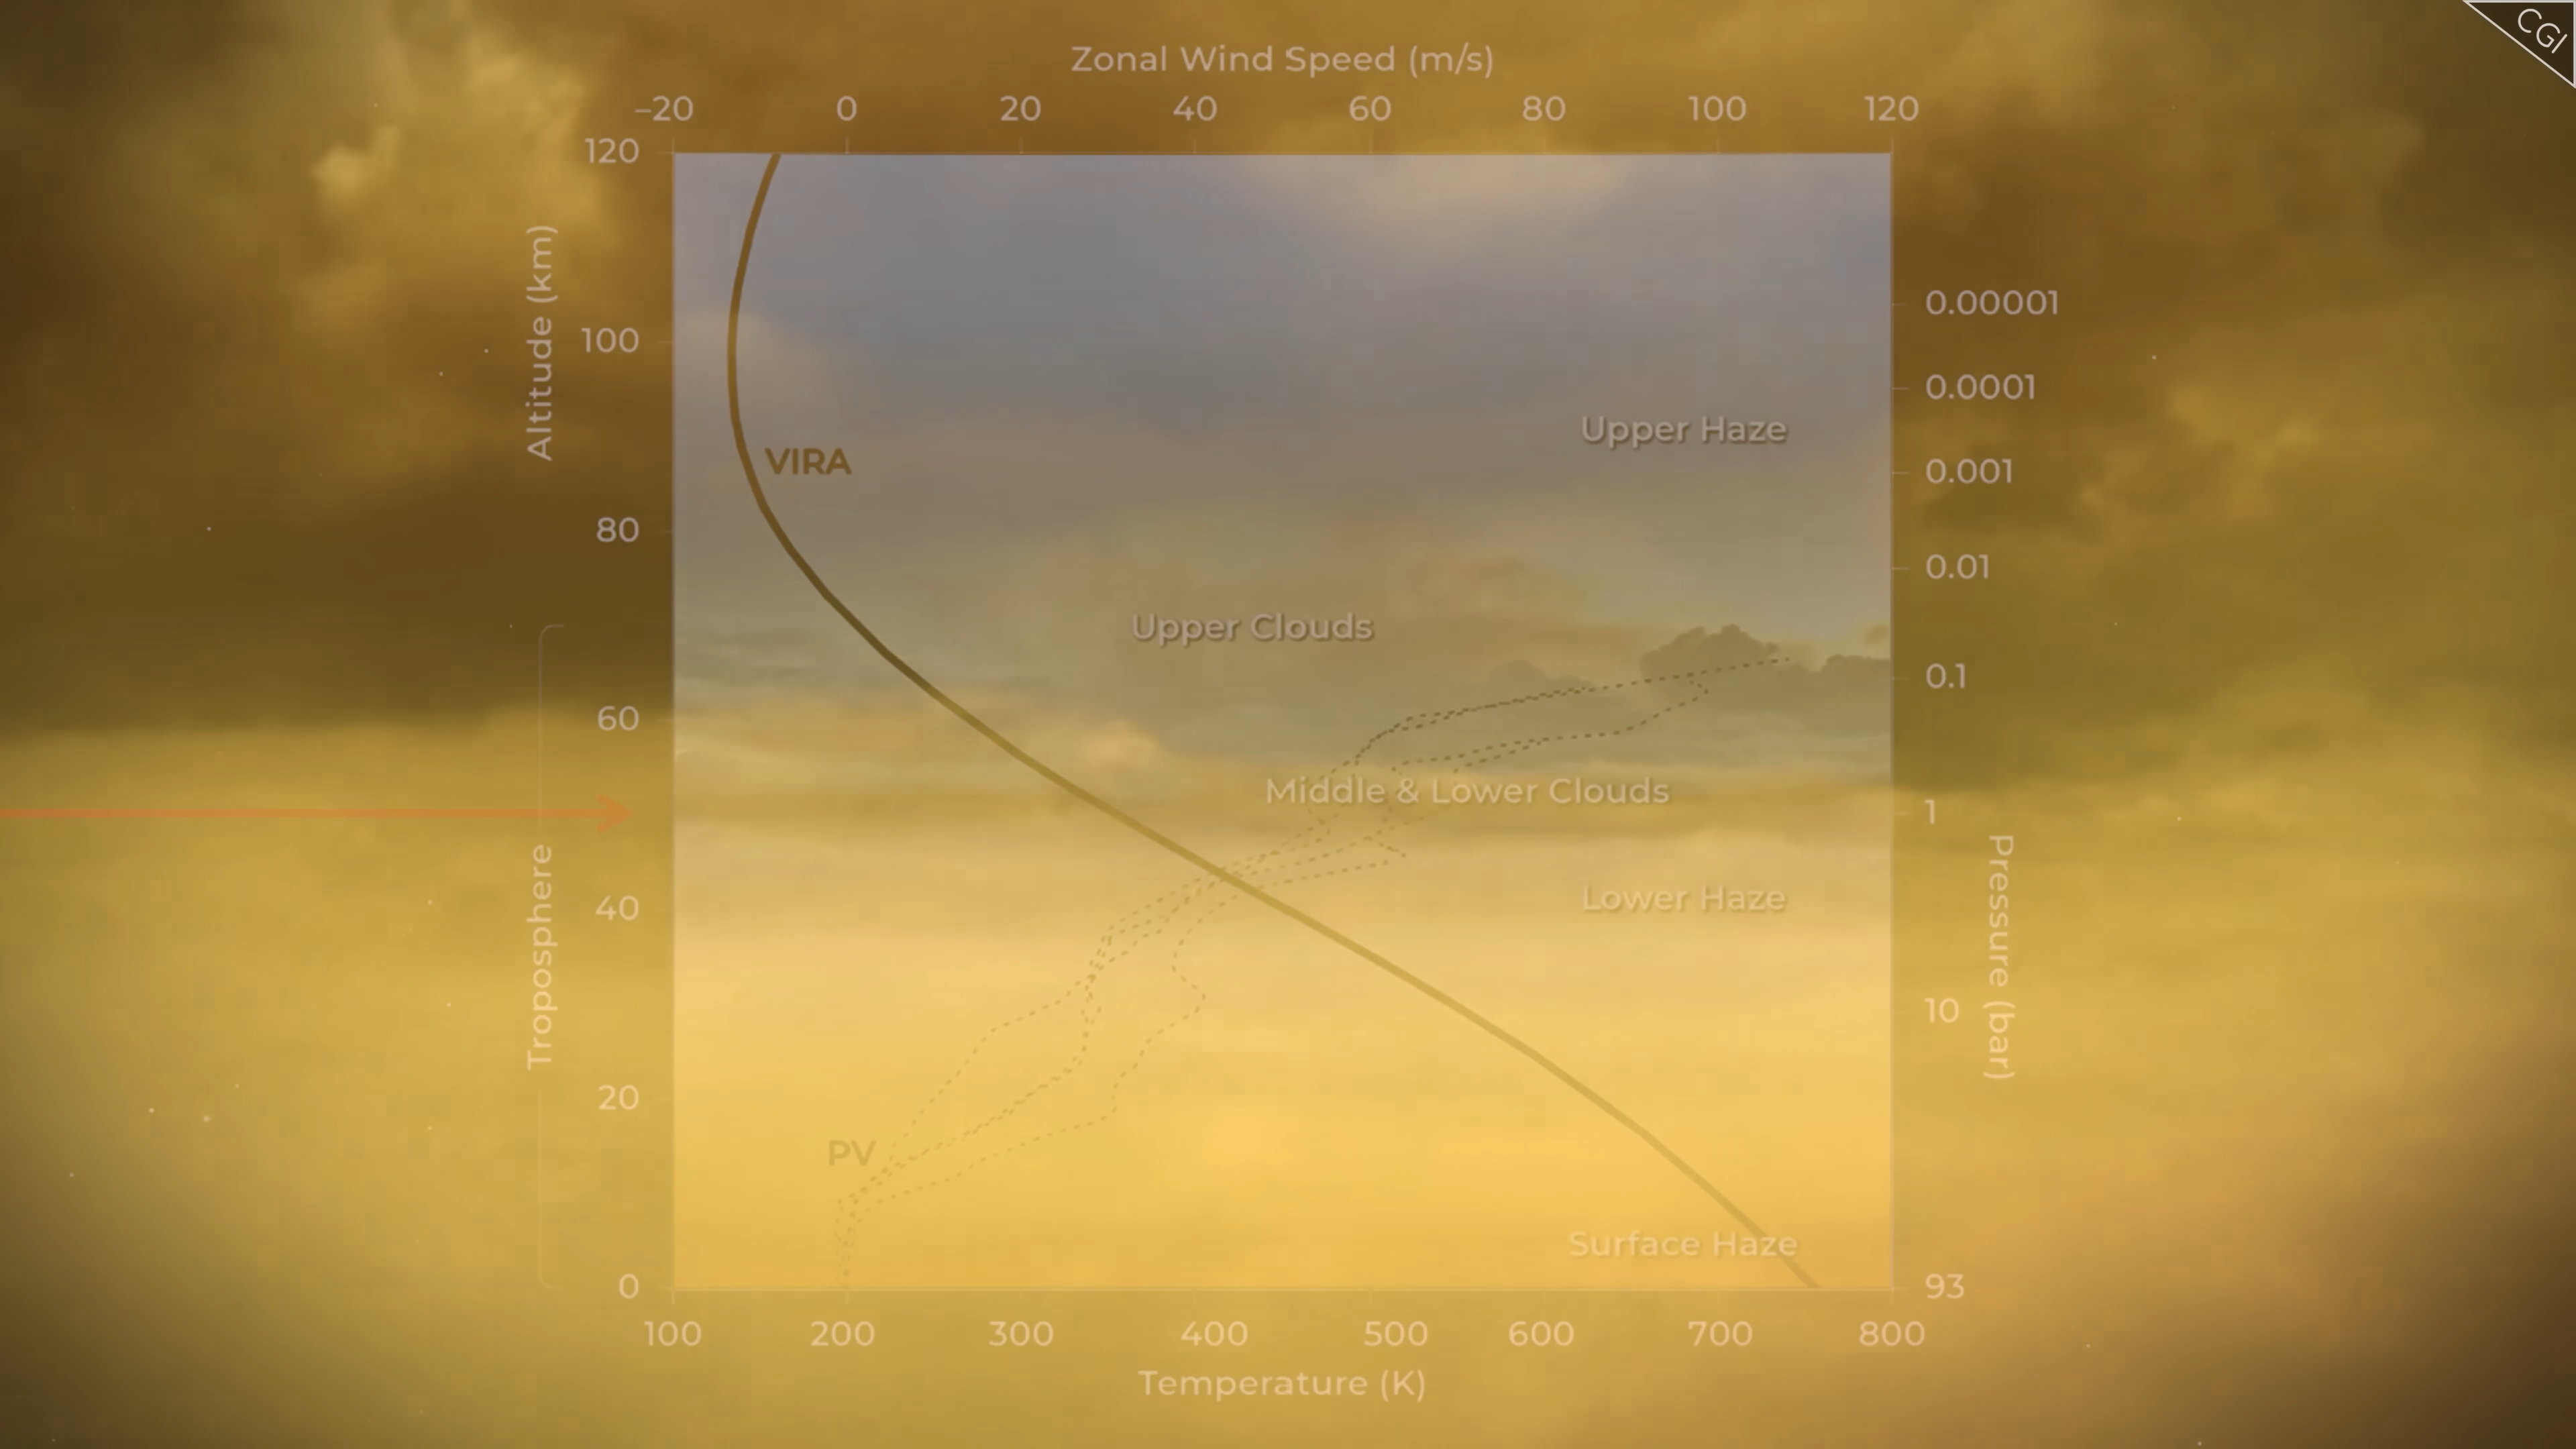 CGI
Zonal Wind Speed (m/s)
–20 0 20 40 60 80 100 120
120
100
80
60
40
20
0
Altitude (km)
Troposphere
VIRA
PV
Upper Haze
Upper Clouds
Middle & Lower Clouds
Lower Haze
Surface Haze
0.00001
0.0001
0.001
0.01
0.1
1
10
93
Pressure (bar)
100 200 300 400 500 600 700 800
Temperature (K)